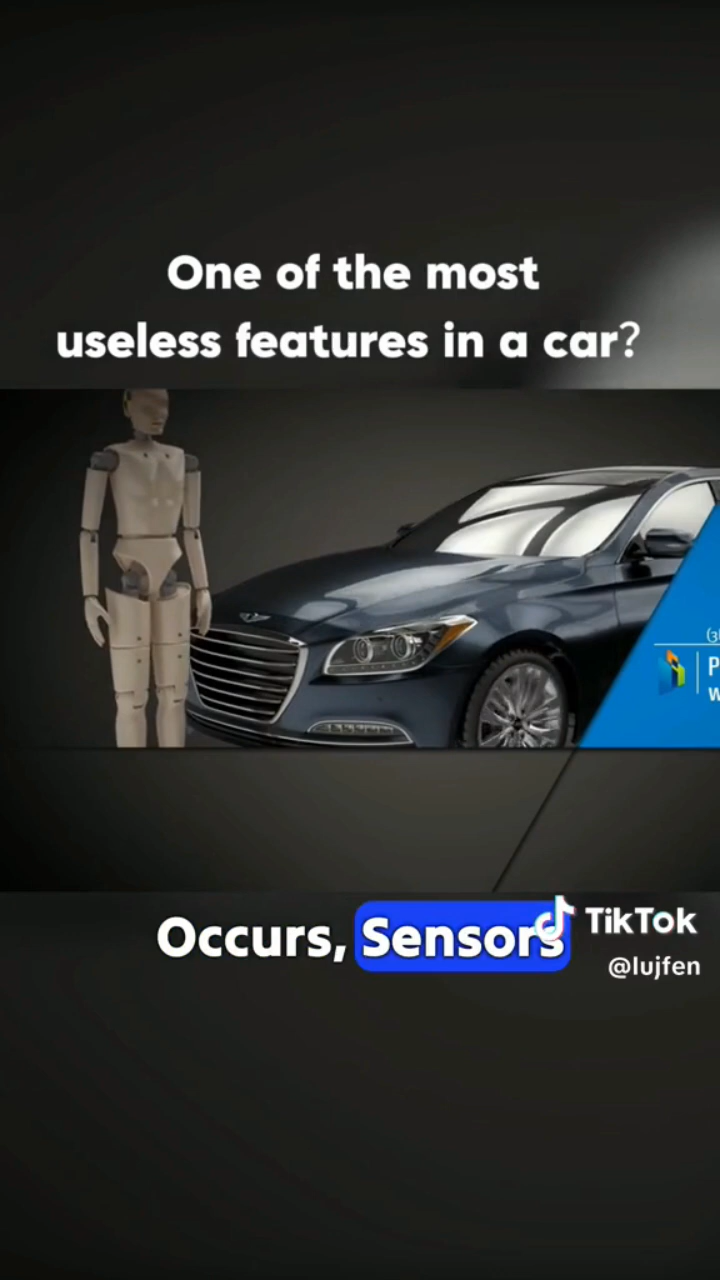 One of the most
useless features in a car?
Occurs, Sensors
TikTok
@lujfen